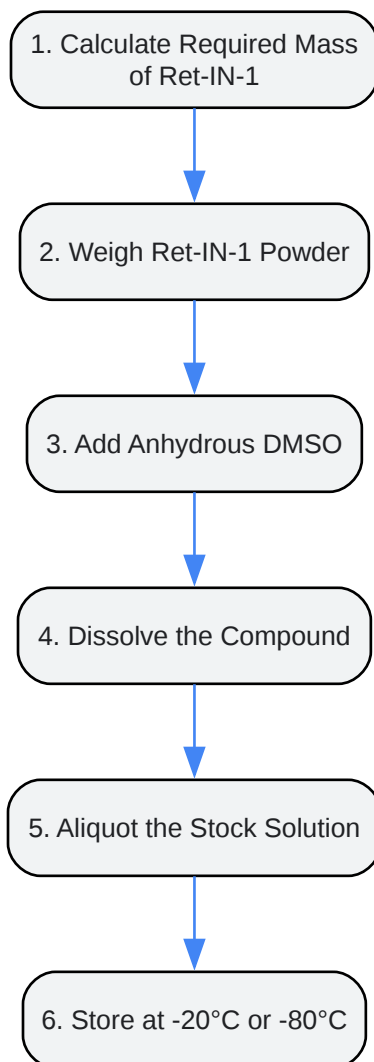 1. Calculate Required Mass
of Ret-IN-1
2. Weigh Ret-IN-1 Powder
3. Add Anhydrous DMSO
4. Dissolve the Compound
5. Aliquot the Stock Solution
6. Store at -20°C or -80°C